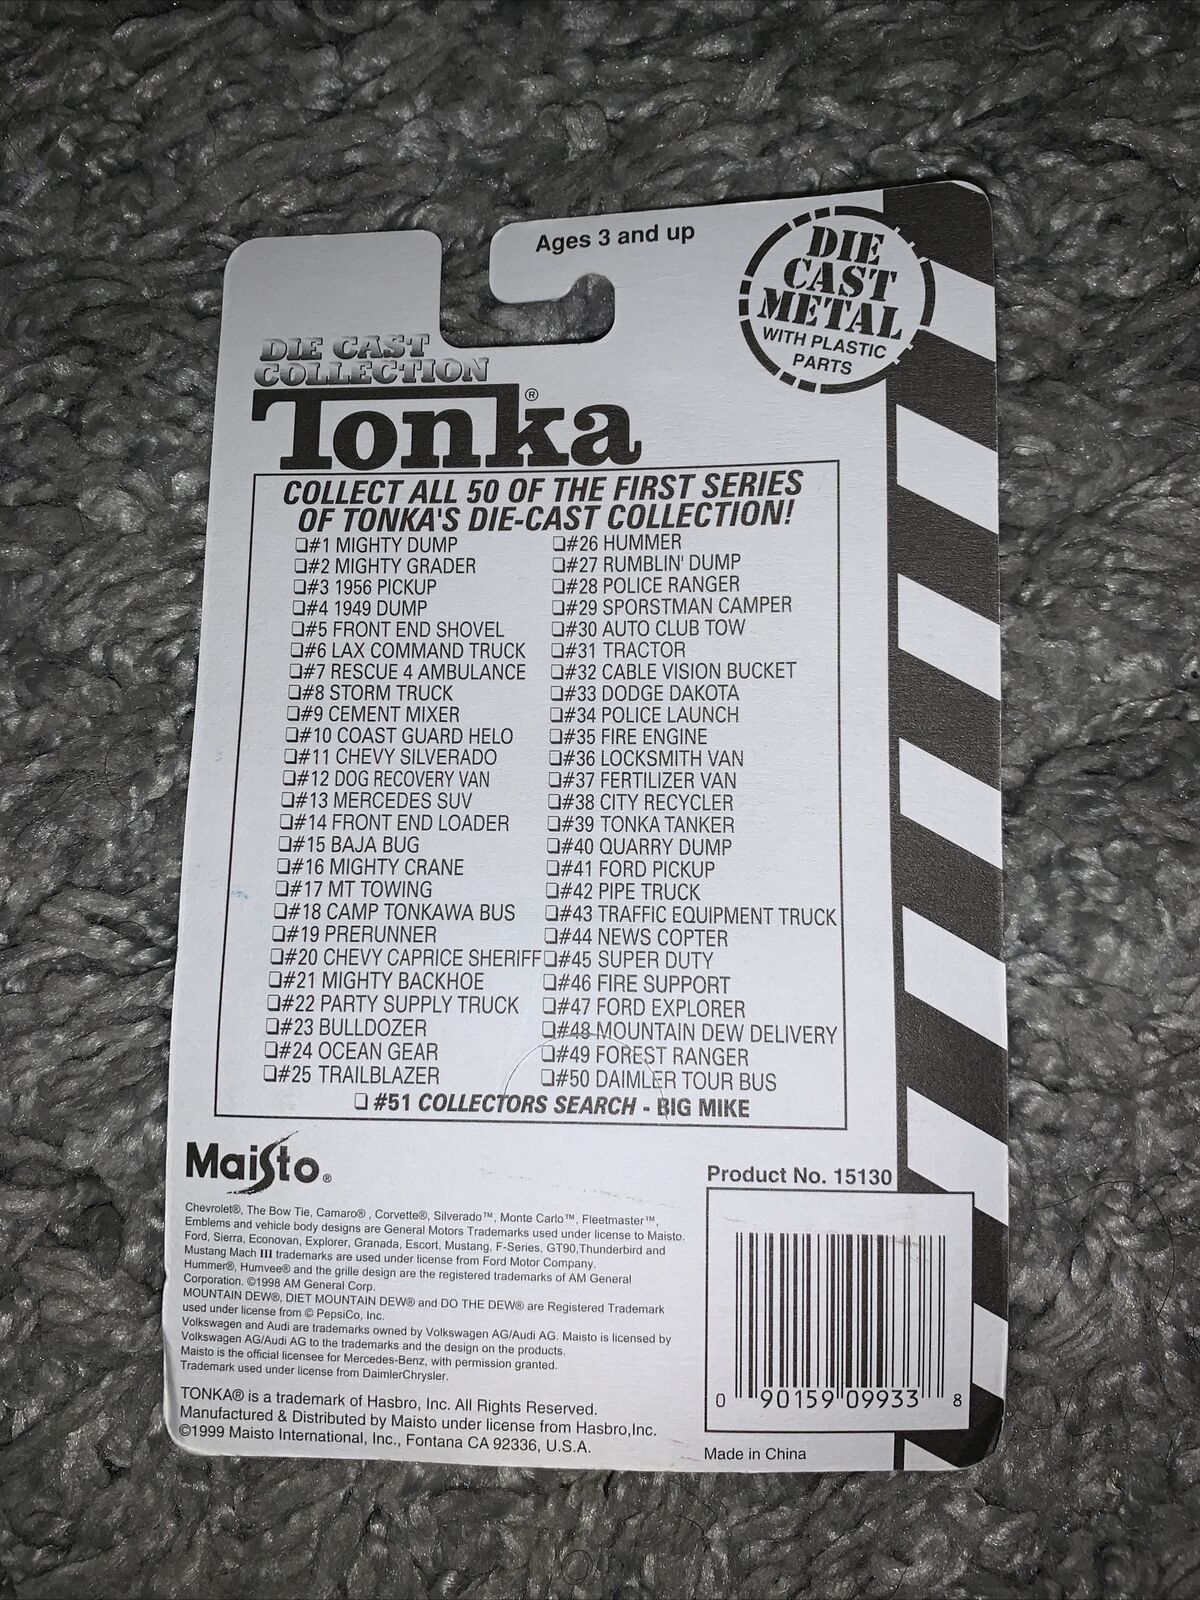 Ages 3 and up
DIE
CAST
METAL
WITH PLASTIC
PARTS
DIE CAST
COLLECTION
Tonka®
COLLECT ALL 50 OF THE FIRST SERIES
OF TONKA'S DIE-CAST COLLECTION!
❏#1 MIGHTY DUMP
❏#2 MIGHTY GRADER
❏#3 1956 PICKUP
❏#4 1949 DUMP
❏#5 FRONT END SHOVEL
❏#6 LAX COMMAND TRUCK
❏#7 RESCUE 4 AMBULANCE
❏#8 STORM TRUCK
❏#9 CEMENT MIXER
❏#10 COAST GUARD HELO
❏#11 CHEVY SILVERADO
❏#12 DOG RECOVERY VAN
❏#13 MERCEDES SUV
❏#14 FRONT END LOADER
❏#15 BAJA BUG
❏#16 MIGHTY CRANE
❏#17 MT TOWING
❏#18 CAMP TONKAWA BUS
❏#19 PRERUNNER
❏#20 CHEVY CAPRICE SHERIFF
❏#21 MIGHTY BACKHOE
❏#22 PARTY SUPPLY TRUCK
❏#23 BULLDOZER
❏#24 OCEAN GEAR
❏#25 TRAILBLAZER
❏#26 HUMMER
❏#27 RUMBLIN' DUMP
❏#28 POLICE RANGER
❏#29 SPORSTMAN CAMPER
❏#30 AUTO CLUB TOW
❏#31 TRACTOR
❏#32 CABLE VISION BUCKET
❏#33 DODGE DAKOTA
❏#34 POLICE LAUNCH
❏#35 FIRE ENGINE
❏#36 LOCKSMITH VAN
❏#37 FERTILIZER VAN
❏#38 CITY RECYCLER
❏#39 TONKA TANKER
❏#40 QUARRY DUMP
❏#41 FORD PICKUP
❏#42 PIPE TRUCK
❏#43 TRAFFIC EQUIPMENT TRUCK
❏#44 NEWS COPTER
❏#45 SUPER DUTY
❏#46 FIRE SUPPORT
❏#47 FORD EXPLORER
❏#48 MOUNTAIN DEW DELIVERY
❏#49 FOREST RANGER
❏#50 DAIMLER TOUR BUS
❏ #51 COLLECTORS SEARCH - BIG MIKE
Maisto®
Chevrolet®, The Bow Tie, Camaro® , Corvette®, Silverado™, Monte Carlo™, Fleetmaster™,
Emblems and vehicle body designs are General Motors Trademarks used under license to Maisto.
Ford, Sierra, Econovan, Explorer, Granada, Escort, Mustang, F-Series, GT90,Thunderbird and
Mustang Mach III trademarks are used under license from Ford Motor Company.
Hummer®, Humvee® and the grille design are the registered trademarks of AM General
Corporation. ©1998 AM General Corp.
MOUNTAIN DEW®, DIET MOUNTAIN DEW® and DO THE DEW® are Registered Trademark
used under license from © PepsiCo, Inc.
Volkswagen and Audi are trademarks owned by Volkswagen AG/Audi AG. Maisto is licensed by
Volkswagen AG/Audi AG to the trademarks and the design on the products.
Maisto is the official licensee for Mercedes-Benz, with permission granted.
Trademark used under license from DaimlerChrysler.
TONKA® is a trademark of Hasbro, Inc. All Rights Reserved.
Manufactured & Distributed by Maisto under license from Hasbro,Inc.
©1999 Maisto International, Inc., Fontana CA 92336, U.S.A.
Product No. 15130
0 90159 09933 8
Made in China